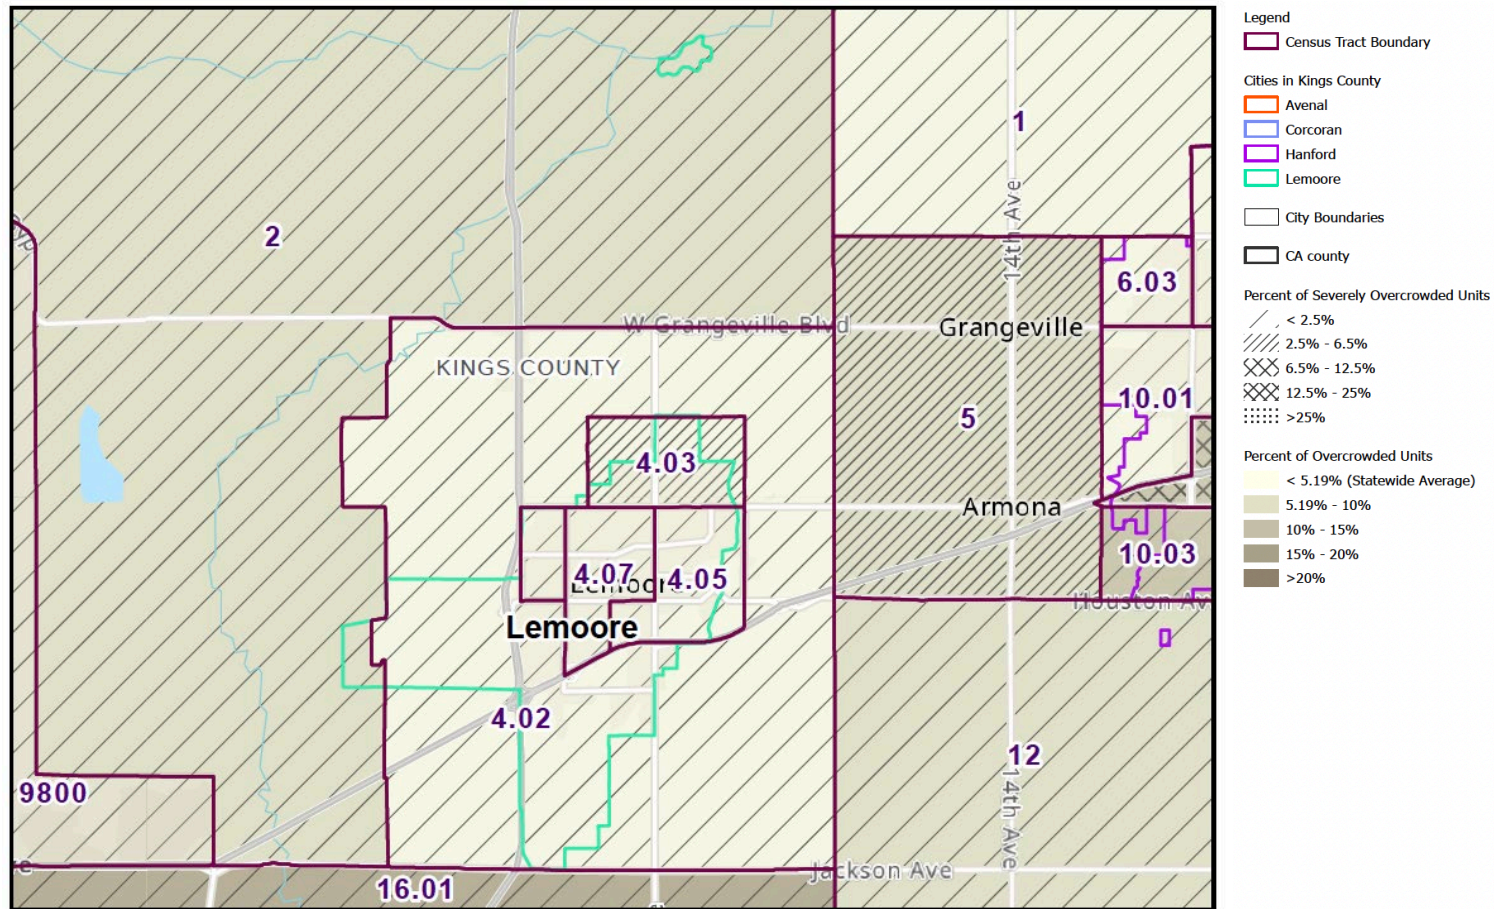 1
14th Ave
2
6.03
W Grangeville Blvd
Grangeville
KINGS COUNTY
10.01
5
4.03
Armona
10.03
4.07
Lemoore
4.05
Houston Av
Lemoore
4.02
12
9800
14th Ave
Jackson Ave
16.01
Legend
Census Tract Boundary
Cities in Kings County
Avenal
Corcoran
Hanford
Lemoore
City Boundaries
CA county
Percent of Severely Overcrowded Units
< 2.5%
2.5% - 6.5%
6.5% - 12.5%
12.5% - 25%
>25%
Percent of Overcrowded Units
< 5.19% (Statewide Average)
5.19% - 10%
10% - 15%
15% - 20%
>20%